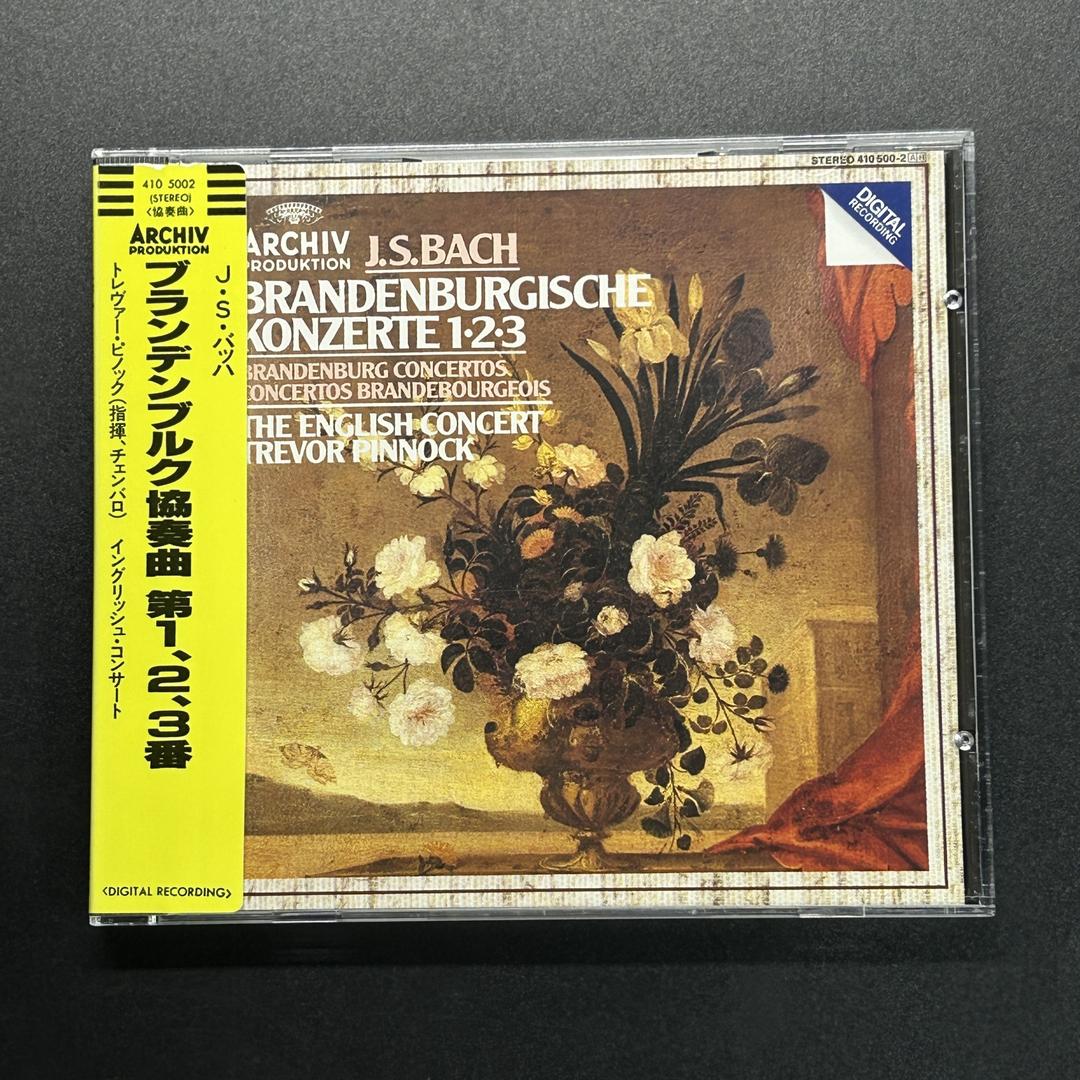 410 5002
(STEREO)
〈協奏曲〉
ARCHIV
PRODUKTION
J・S・バッハ
ブランデンブルク協奏曲 第1、2、3番
トレヴァー・ピノック(指揮、チェンバロ) イングリッシュ・コンサート
〈DIGITAL RECORDING〉
STEREO 410 500-2 AH
DIGITAL
RECORDING
ARCHIV
PRODUKTION
J.S.BACH
BRANDENBURGISCHE
KONZERTE 1·2·3
BRANDENBURG CONCERTOS
CONCERTOS BRANDEBOURGEOIS
THE ENGLISH CONCERT
TREVOR PINNOCK